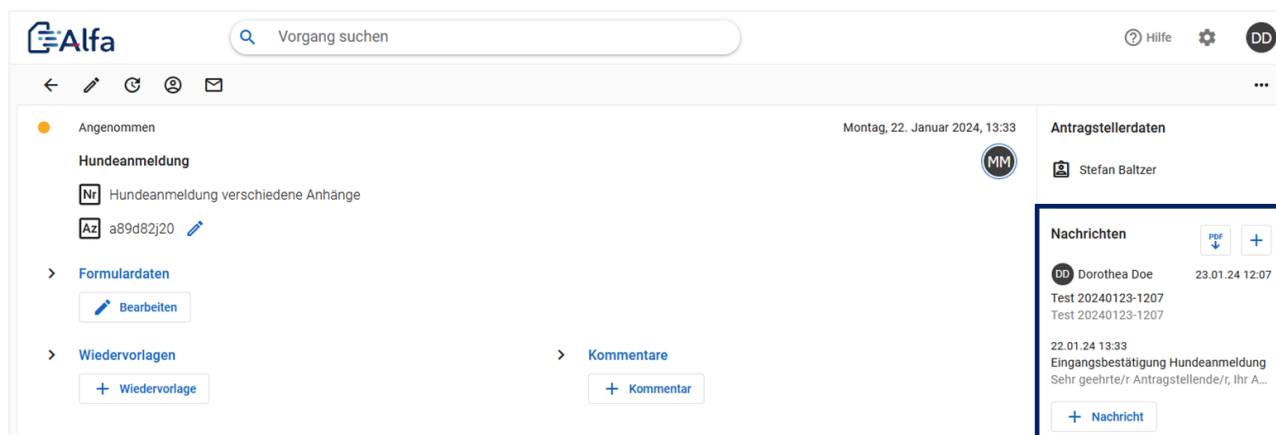 Alfa
Vorgang suchen
Hilfe
DD
Angenommen
Montag, 22. Januar 2024, 13:33
Hundeanmeldung
MM
Nr Hundeanmeldung verschiedene Anhänge
Az a89d82j20
Formulardaten
Bearbeiten
Wiedervorlagen
+ Wiedervorlage
Kommentare
+ Kommentar
Antragstellerdaten
Stefan Baltzer
Nachrichten
PDF
+
DD Dorothea Doe 23.01.24 12:07
Test 20240123-1207
Test 20240123-1207
22.01.24 13:33
Eingangsbestätigung Hundeanmeldung
Sehr geehrte/r Antragstellende/r, Ihr A...
+ Nachricht